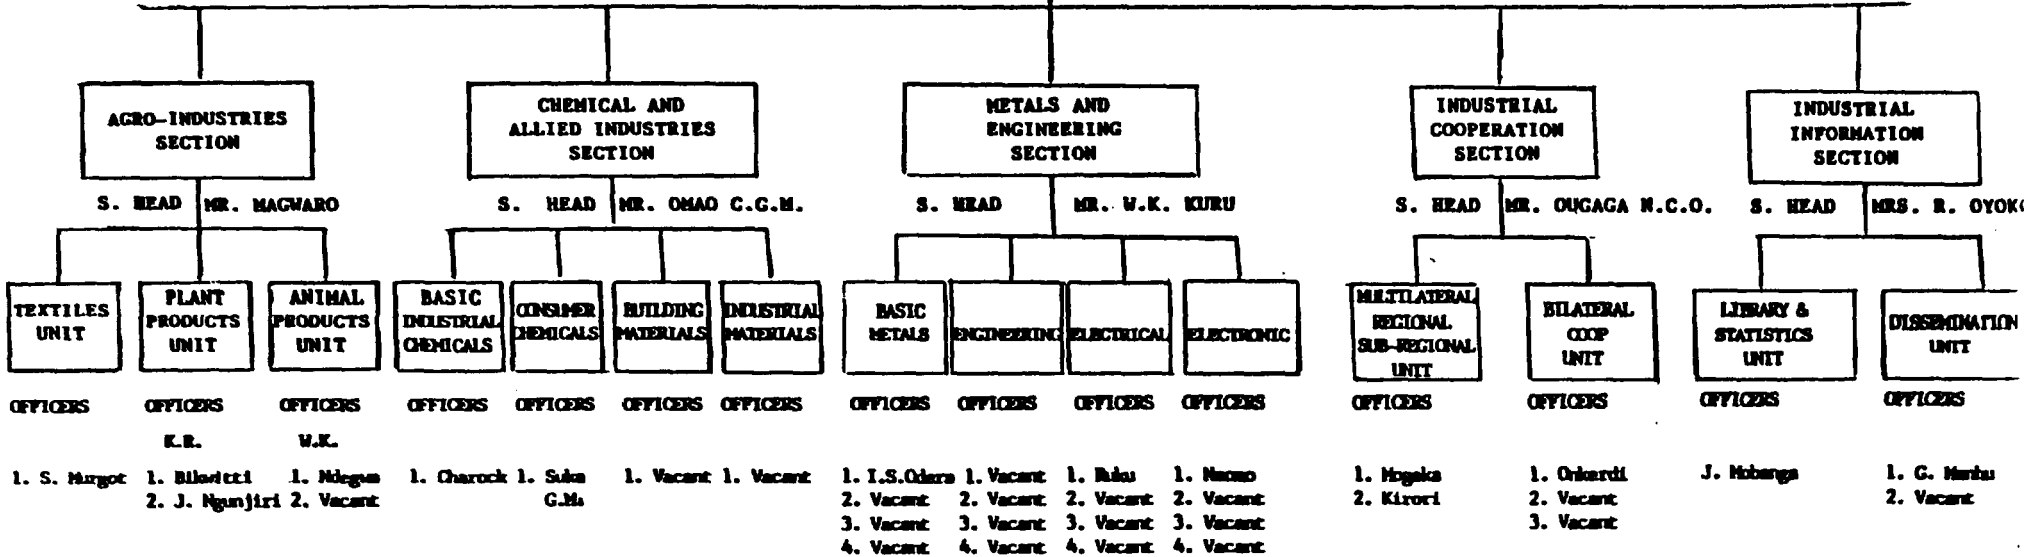 AGRO-INDUSTRIES
SECTION
S. HEAD MR. MAGWARO
TEXTILES
UNIT
OFFICERS
1. S. Murgot
PLANT
PRODUCTS
UNIT
OFFICERS
K.R.
1. Bilwitti
2. J. Ngunjiri
ANIMAL
PRODUCTS
UNIT
OFFICERS
W.K.
1. Ndegwa
2. Vacant
CHEMICAL AND
ALLIED INDUSTRIES
SECTION
S. HEAD MR. OMAO C.G.M.
BASIC
INDUSTRIAL
CHEMICALS
OFFICERS
1. Charock
CONSUMER
CHEMICALS
OFFICERS
1. Suka
G.M.
BUILDING
MATERIALS
OFFICERS
1. Vacant
INDUSTRIAL
MATERIALS
OFFICERS
1. Vacant
METALS AND
ENGINEERING
SECTION
S. HEAD MR. W.K. KURU
BASIC
METALS
OFFICERS
1. I.S.Odera
2. Vacant
3. Vacant
4. Vacant
ENGINEERING
OFFICERS
1. Vacant
2. Vacant
3. Vacant
4. Vacant
ELECTRICAL
OFFICERS
1. Ruku
2. Vacant
3. Vacant
4. Vacant
ELECTRONIC
OFFICERS
1.
2. Vacant
3. Vacant
4. Vacant
INDUSTRIAL
COOPERATION
SECTION
S. HEAD MR. OUGAGA N.C.O.
MULTILATERAL
REGIONAL
SUB-REGIONAL
UNIT
OFFICERS
1. Mogaka
2. Kirori
BILATERAL
COOP
UNIT
OFFICERS
1. Onkardi
2. Vacant
3. Vacant
INDUSTRIAL
INFORMATION
SECTION
S. HEAD MRS. R.
LIBRARY &
STATISTICS
UNIT
OFFICERS
J. Mobanga
DISSEMINATION
UNIT
OFFICERS
1. G.
2. Vacant